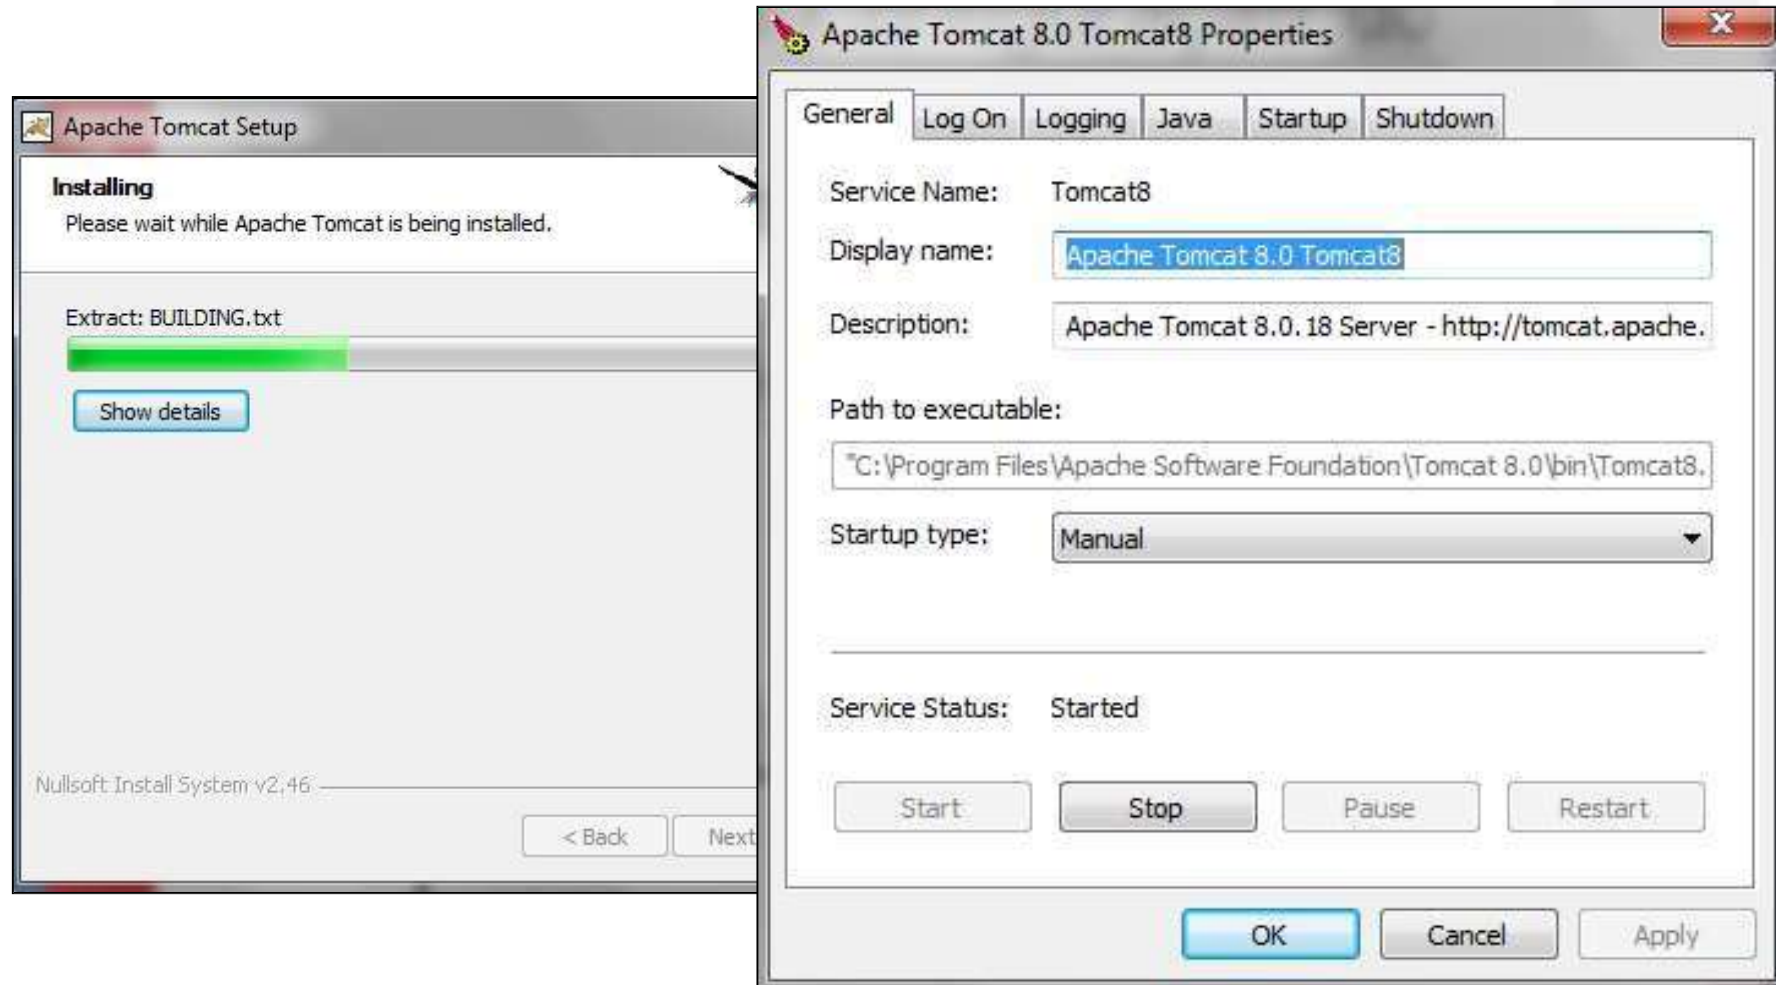 Apache Tomcat Setup
Installing
Please wait while Apache Tomcat is being installed.
Extract: BUILDING.txt
Show details
Nullsoft Install System v2.46
< Back
Next
Apache Tomcat 8.0 Tomcat8 Properties
General Log On Logging Java Startup Shutdown
Service Name: Tomcat8
Display name: Apache Tomcat 8.0 Tomcat8
Description: Apache Tomcat 8.0.18 Server - http://tomcat.apache.
Path to executable:
"C:\Program Files\Apache Software Foundation\Tomcat 8.0\bin\Tomcat8.
Startup type: Manual
Service Status: Started
Start Stop Pause Restart
OK Cancel Apply